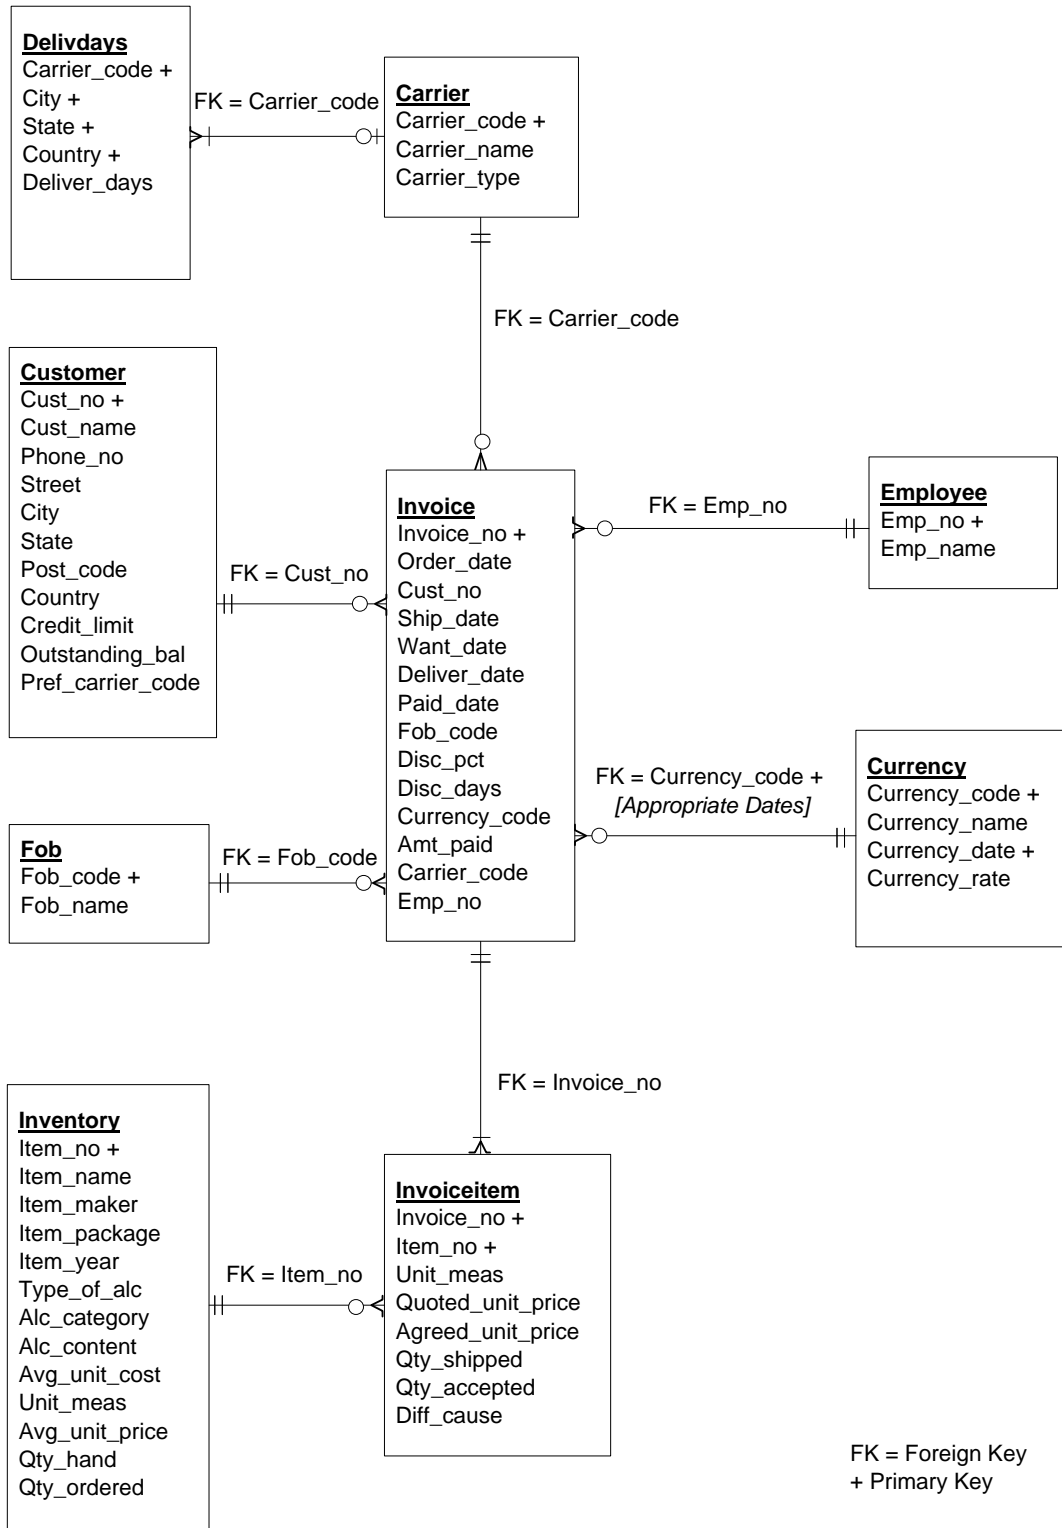 Delivdays
Carrier_code +
City +
State +
Country +
Deliver_days
FK = Carrier_code
Carrier
Carrier_code +
Carrier_name
Carrier_type
FK = Carrier_code
Customer
Cust_no +
Cust_name
Phone_no
Street
City
State
Post_code
Country
Credit_limit
Outstanding_bal
Pref_carrier_code
FK = Cust_no
Invoice
Invoice_no +
Order_date
Cust_no
Ship_date
Want_date
Deliver_date
Paid_date
Fob_code
Disc_pct
Disc_days
Currency_code
Amt_paid
Carrier_code
Emp_no
FK = Emp_no
Employee
Emp_no +
Emp_name
FK = Currency_code +
[Appropriate Dates]
Currency
Currency_code +
Currency_name
Currency_date +
Currency_rate
Fob
Fob_code +
Fob_name
FK = Fob_code
FK = Invoice_no
Inventory
Item_no +
Item_name
Item_maker
Item_package
Item_year
Type_of_alc
Alc_category
Alc_content
Avg_unit_cost
Unit_meas
Avg_unit_price
Qty_hand
Qty_ordered
FK = Item_no
Invoiceitem
Invoice_no +
Item_no +
Unit_meas
Quoted_unit_price
Agreed_unit_price
Qty_shipped
Qty_accepted
Diff_cause
FK = Foreign Key
+ Primary Key